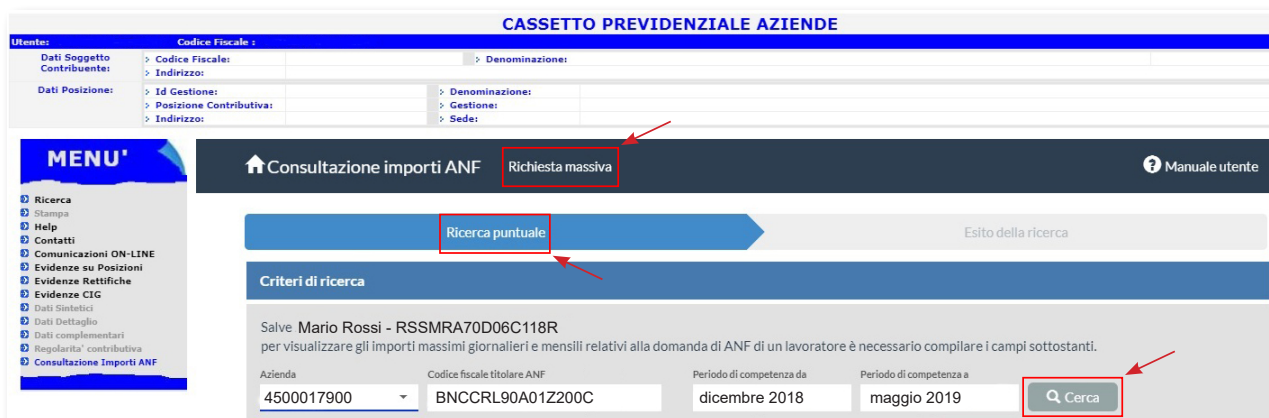 CASSETTO PREVIDENZIALE AZIENDE
Utente: Codice Fiscale :
Dati Soggetto Contribuente:
Codice Fiscale: Denominazione:
Indirizzo:
Dati Posizione:
Id Gestione: Denominazione:
Posizione Contributiva: Gestione:
Indirizzo: Sede:
MENU'
Ricerca
Stampa
Help
Contatti
Comunicazioni ON-LINE
Evidenze su Posizioni
Evidenze Rettifiche
Evidenze CIG
Dati Sintetici
Dati Dettaglio
Dati complementari
Regolarita' contributiva
Consultazione Importi ANF
Consultazione importi ANF Richiesta massiva ? Manuale utente
Ricerca puntuale Esito della ricerca
Criteri di ricerca
Salve Mario Rossi - RSSMRA70D06C118R
per visualizzare gli importi massimi giornalieri e mensili relativi alla domanda di ANF di un lavoratore è necessario compilare i campi sottostanti.
Azienda Codice fiscale titolare ANF Periodo di competenza da Periodo di competenza a
4500017900 BNCCRL90A01Z200C dicembre 2018 maggio 2019 Cerca